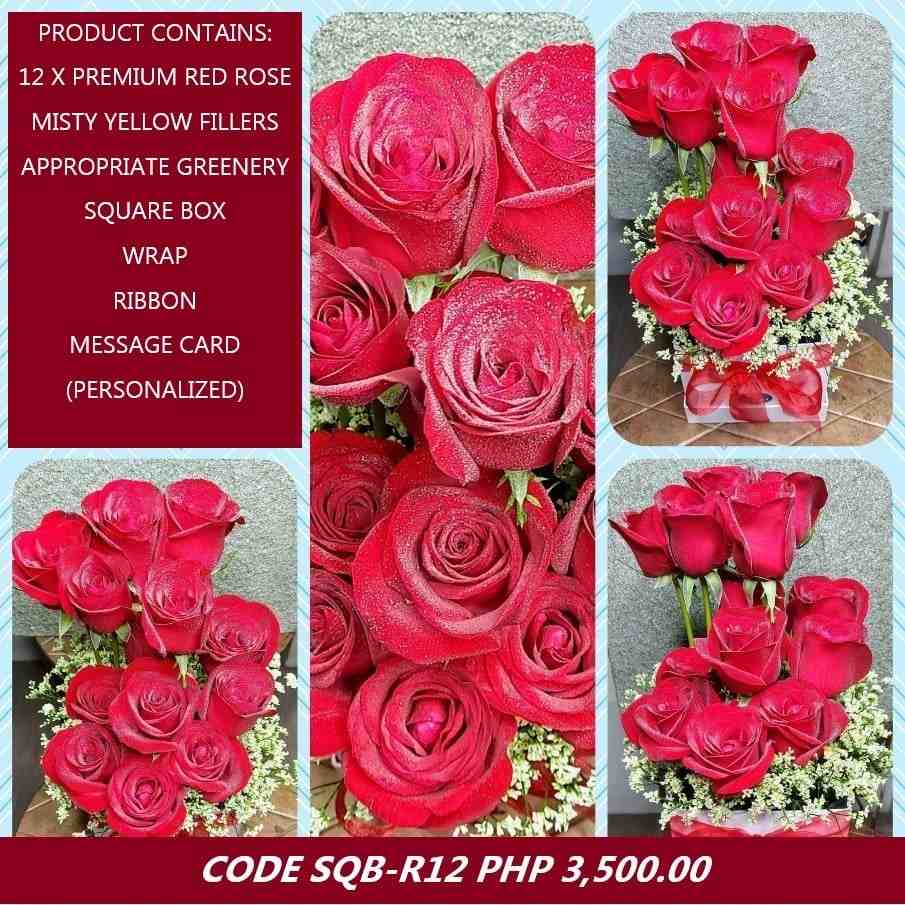 PRODUCT CONTAINS:
12 X PREMIUM RED ROSE
MISTY YELLOW FILLERS
APPROPRIATE GREENERY
SQUARE BOX
WRAP
RIBBON
MESSAGE CARD
(PERSONALIZED)
CODE SQB-R12 PHP 3,500.00